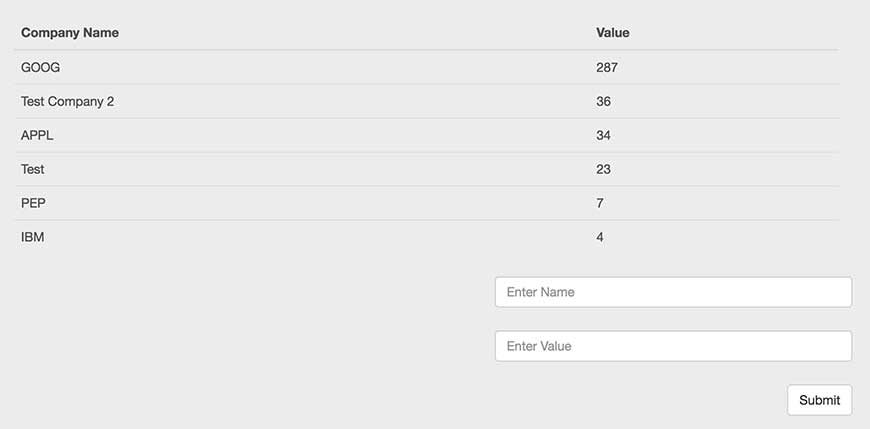 Company Name Value
GOOG 287
Test Company 2 36
APPL 34
Test 23
PEP 7
IBM 4
Enter Name
Enter Value
Submit